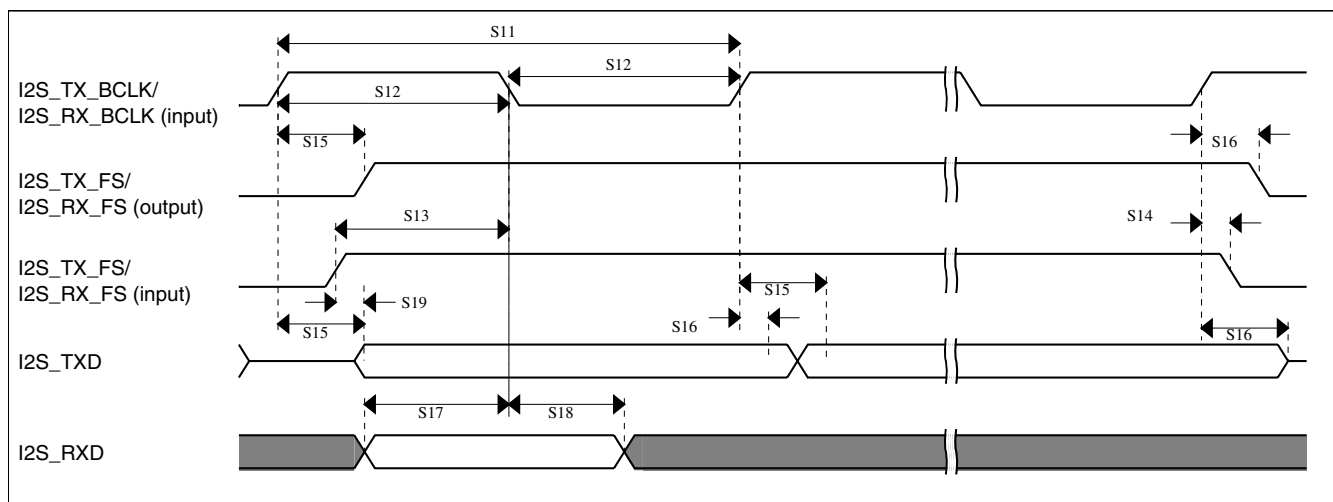 S11
I2S_TX_BCLK/
I2S_RX_BCLK (input)
S12
S12
S15
S16
I2S_TX_FS/
I2S_RX_FS (output)
S13
S14
I2S_TX_FS/
I2S_RX_FS (input)
S19
S15
S15
S16
S16
I2S_TXD
S17
S18
I2S_RXD